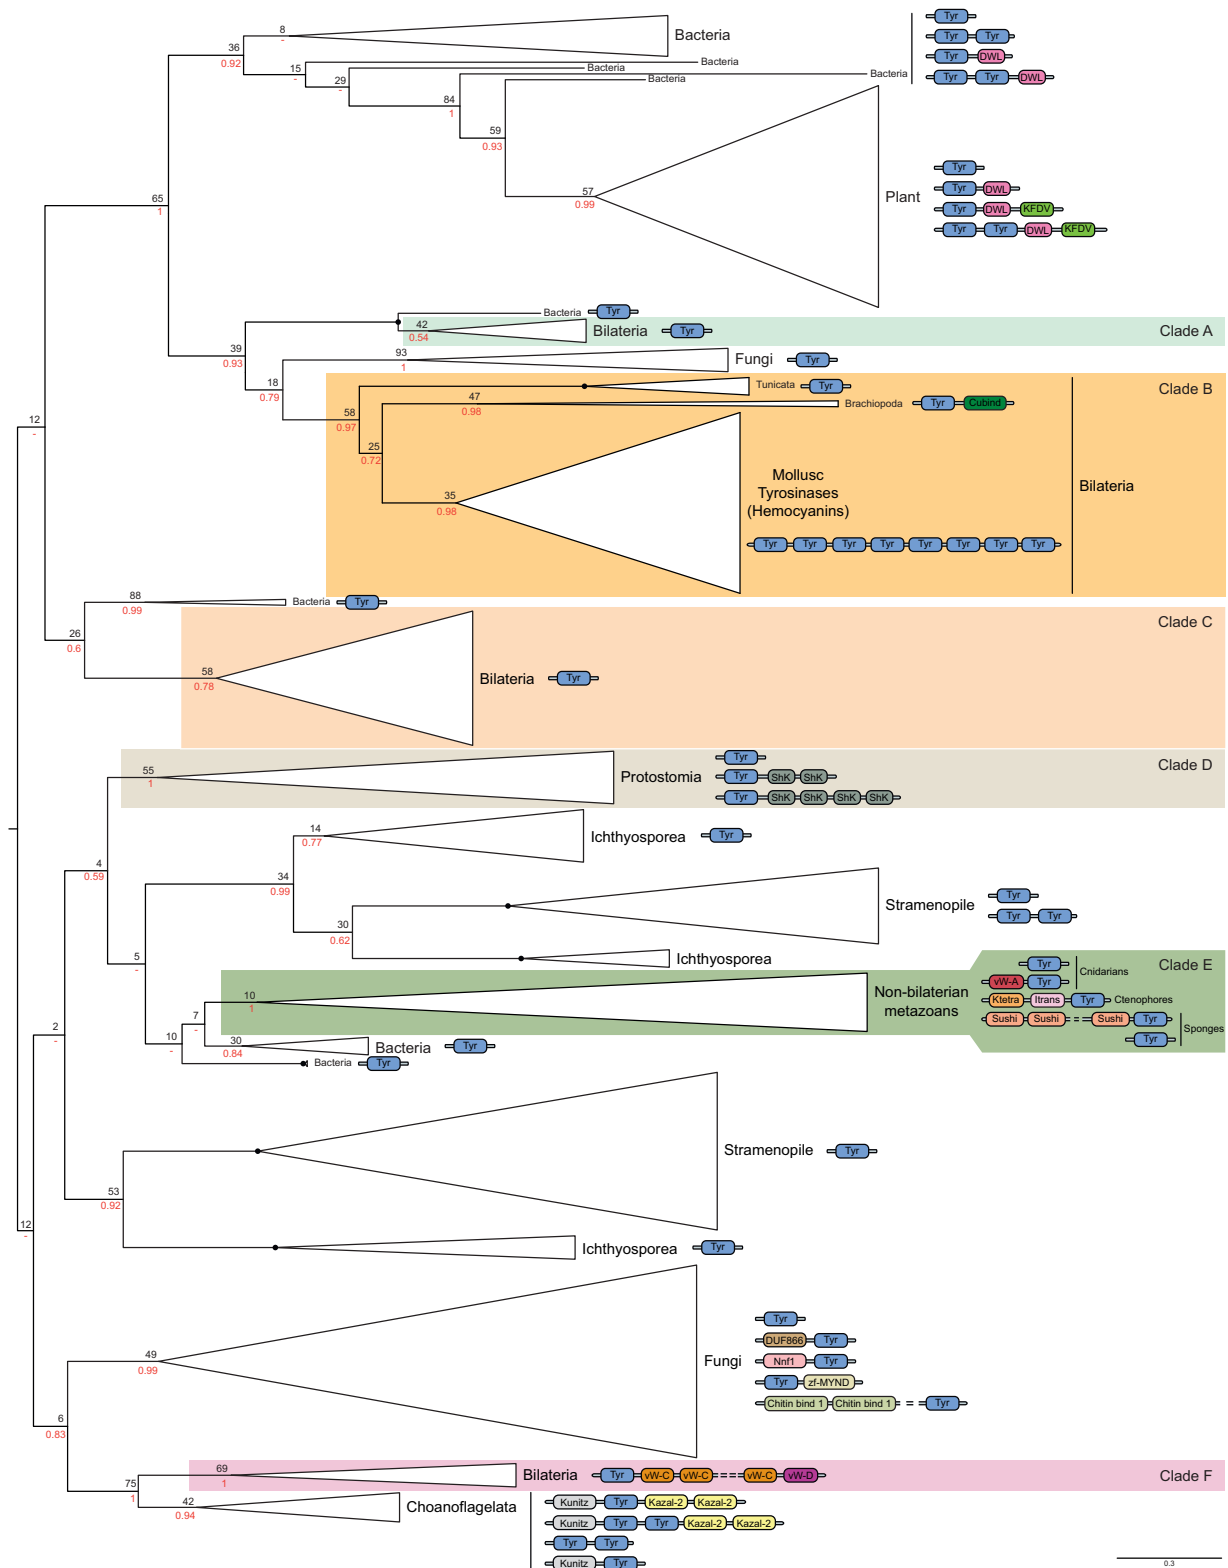 8
-
Bacteria
Tyr
Tyr Tyr
Tyr DWL
Tyr Tyr DWL
36
0.92
15
-
Bacteria
29
-
Bacteria
Bacteria
Bacteria
84
1
59
0.93
57
0.99
Plant
Tyr
Tyr DWL
Tyr DWL KFDV
Tyr Tyr DWL KFDV
65
1
Bacteria Tyr
42
0.54
Bilateria Tyr
Clade A
39
0.93
93
1
Fungi Tyr
18
0.79
Clade B
Tunicata Tyr
47
0.98
Brachiopoda Tyr Cubind
58
0.97
25
0.72
35
0.98
Mollusc
Tyrosinases
(Hemocyanins)
Tyr Tyr Tyr Tyr Tyr Tyr Tyr Tyr
Bilateria
12
-
88
0.99
Bacteria Tyr
26
0.6
Clade C
58
0.78
Bilateria Tyr
Clade D
55
1
Protostomia
Tyr
Tyr ShK ShK
Tyr ShK ShK ShK ShK
4
0.59
14
0.77
Ichthyosporea Tyr
34
0.99
Stramenopile
Tyr
Tyr Tyr
30
0.62
Ichthyosporea
5
-
Clade E
10
1
Non-bilaterian
metazoans
Tyr
vW-A Tyr
Cnidarians
Ktetra Itrans Tyr Ctenophores
Sushi Sushi Sushi Tyr
Tyr
Sponges
7
-
10
-
30
0.84
Bacteria Tyr
Bacteria Tyr
2
-
Stramenopile Tyr
53
0.92
Ichthyosporea Tyr
12
-
49
0.99
Fungi
Tyr
DUF866 Tyr
Nnf1 Tyr
Tyr zf-MYND
Chitin bind 1 Chitin bind 1 Tyr
6
0.83
69
1
Bilateria Tyr vW-C vW-C vW-C vW-D
Clade F
75
1
42
0.94
Choanoflagelata
Kunitz Tyr Kazal-2 Kazal-2
Kunitz Tyr Tyr Kazal-2 Kazal-2
Tyr Tyr
Kunitz Tyr
0.3